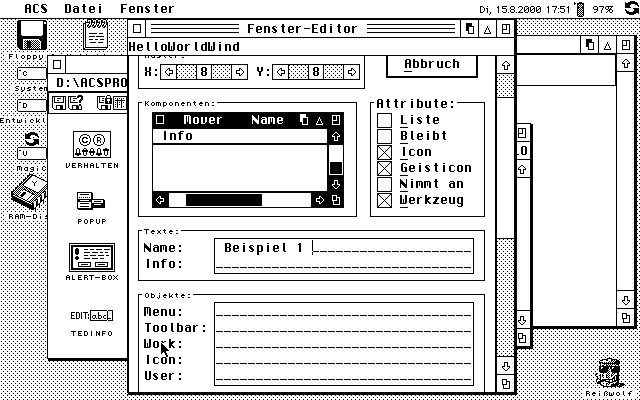 ACS Datei Fenster Di, 15.8.2000 17:51 97%
Fenster-Editor
HelloWorldWind
X: 8 Y: 8
Abbruch
Komponenten:
Mover Name
Info
Attribute:
Liste
Bleibt
Icon
Geisticon
Nimmt an
Werkzeug
Texte:
Name: Beispiel 1
Info:
Objekte:
Menu:
Toolbar:
Work:
Icon:
User:
D:\ACSPRO
VERHALTEN
POPUP
ALERT-BOX
EDIT: abc
TEDINFO
Floppy
C
System
D
Entwickl
U
Magic
RAM-Dis
Reißwolf